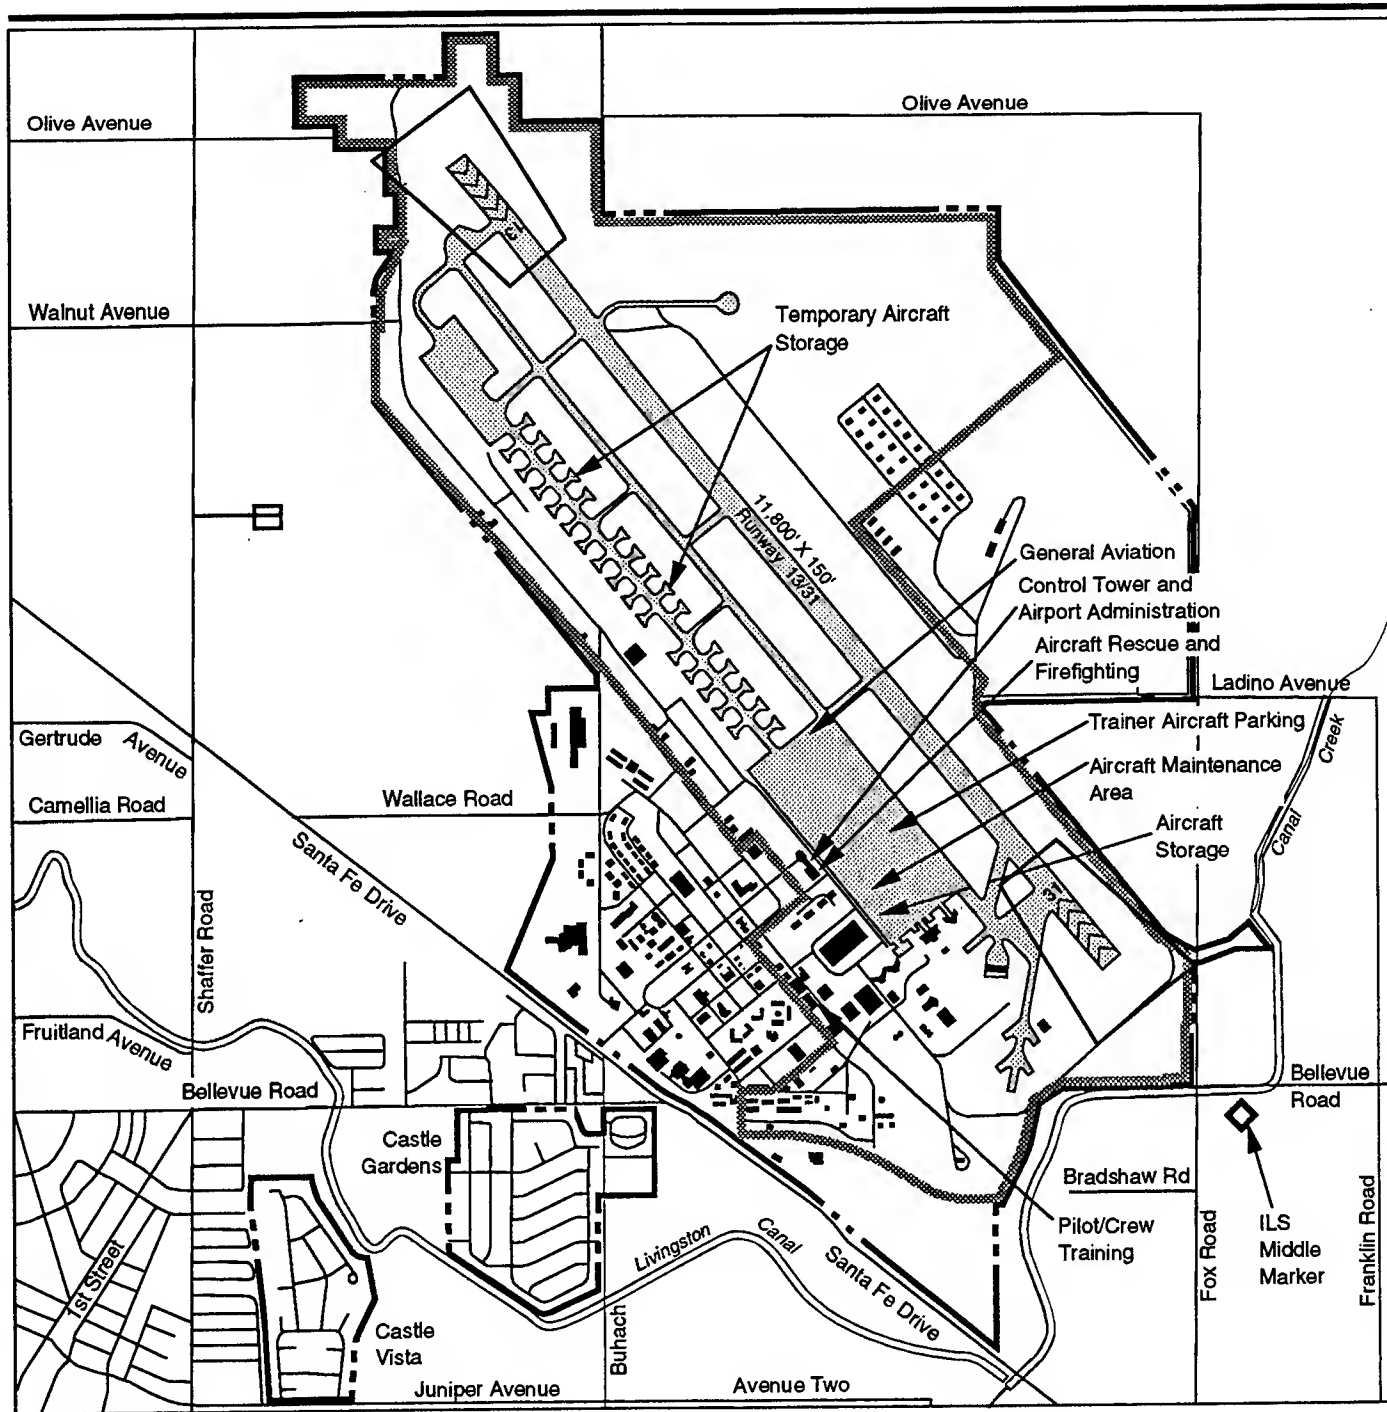 Olive Avenue
Olive Avenue
Walnut Avenue
Temporary Aircraft
Storage
13
11,800' X 150'
Runway 13/31
General Aviation
Control Tower and
Airport Administration
Aircraft Rescue and
Firefighting
Ladino Avenue
Trainer Aircraft Parking
Aircraft Maintenance
Area
Aircraft
Storage
Canal Creek
Gertrude Avenue
Camellia Road
Wallace Road
Santa Fe Drive
Shaffer Road
31
Fruitland Avenue
Bellevue Road
Bellevue
Road
Castle
Gardens
Bradshaw Rd
Pilot/Crew
Training
ILS
Middle
Marker
Fox Road
Franklin Road
Livingston Canal
Santa Fe Drive
1st Street
Castle
Vista
Buhach
Juniper Avenue
Avenue Two